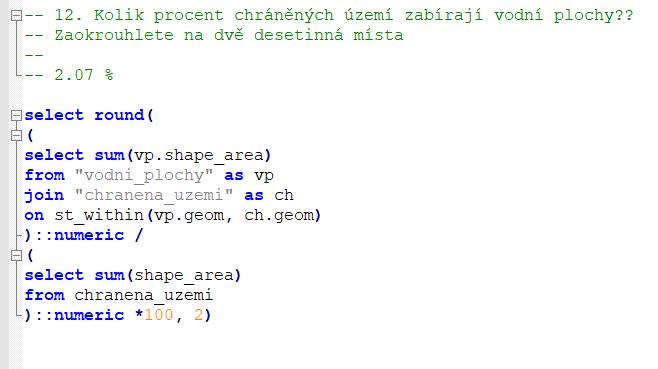 -- 12. Kolik procent chráněných území zabírají vodní plochy??
-- Zaokrouhlete na dvě desetinná místa
--
-- 2.07 %
select round(
(
select sum(vp.shape_area)
from "vodni_plochy" as vp
join "chranena_uzemi" as ch
on st_within(vp.geom, ch.geom)
)::numeric /
(
select sum(shape_area)
from chranena_uzemi
)::numeric *100, 2)